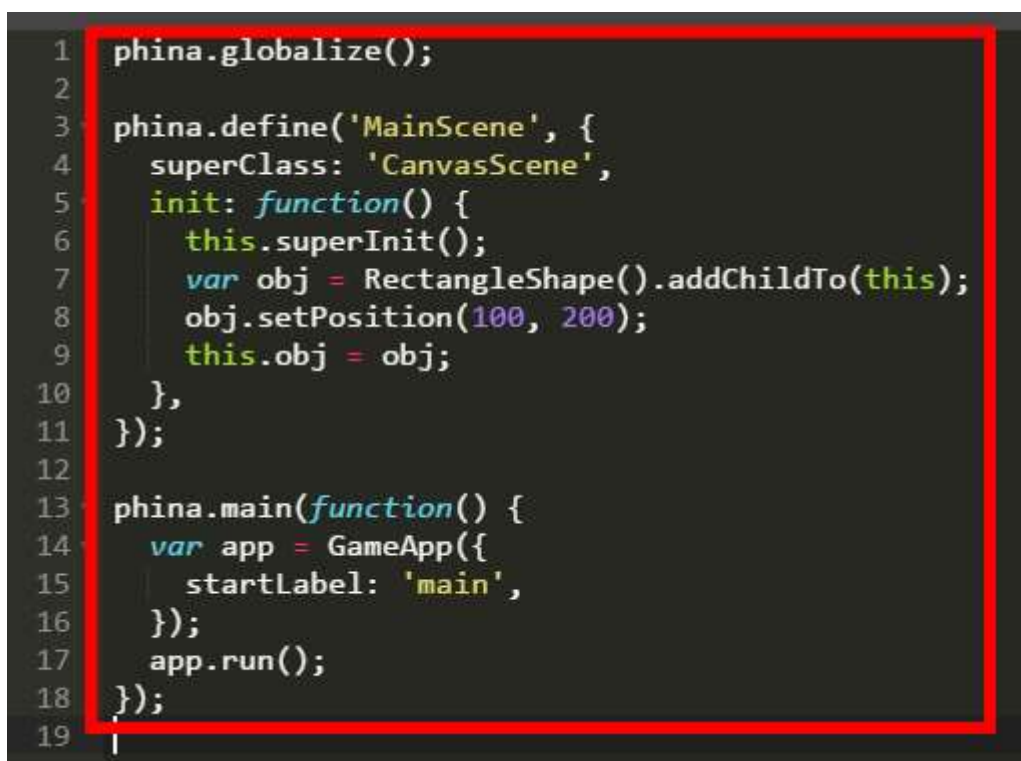 1 phina.globalize();
2
3 phina.define('MainScene', {
4   superClass: 'CanvasScene',
5   init: function() {
6     this.superInit();
7     var obj = RectangleShape().addChildTo(this);
8     obj.setPosition(100, 200);
9     this.obj = obj;
10   },
11 });
12
13 phina.main(function() {
14   var app = GameApp({
15     startLabel: 'main',
16   });
17   app.run();
18 });
19